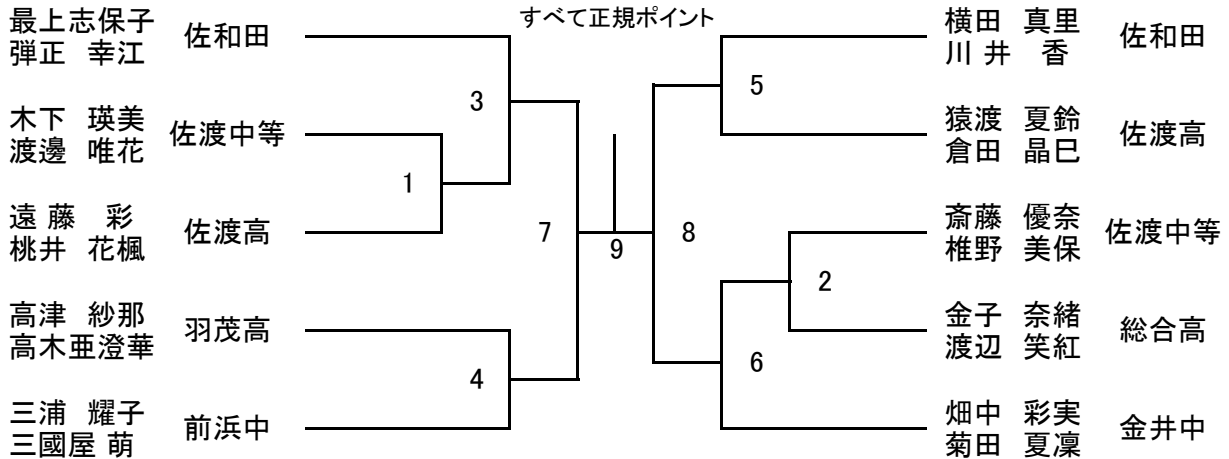 すべて正規ポイント
最上志保子
弾正 幸江
佐和田
木下 瑛美
渡邊 唯花
佐渡中等
遠藤 彩
桃井 花楓
佐渡高
高津 紗那
高木亜澄華
羽茂高
三浦 耀子
三國屋 萌
前浜中
3
1
7
4
9
8
5
2
6
横田 真里
川井 香
佐和田
猿渡 夏鈴
倉田 晶巳
佐渡高
斎藤 優奈
椎野 美保
佐渡中等
金子 奈緒
渡辺 笑紅
総合高
畑中 彩実
菊田 夏凜
金井中